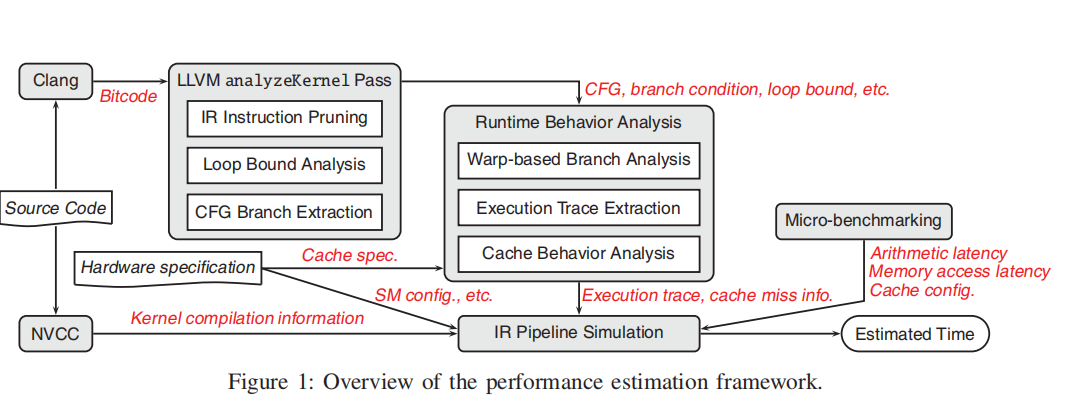 Clang
Bitcode
LLVM analyzeKernel Pass
IR Instruction Pruning
Loop Bound Analysis
CFG Branch Extraction
CFG, branch condition, loop bound, etc.
Runtime Behavior Analysis
Warp-based Branch Analysis
Execution Trace Extraction
Cache Behavior Analysis
Source Code
Hardware specification
Cache spec.
SM config., etc.
Micro-benchmarking
Arithmetic latency
Memory access latency
Cache config.
Execution trace, cache miss info.
NVCC
Kernel compilation information
IR Pipeline Simulation
Estimated Time
Figure 1: Overview of the performance estimation framework.